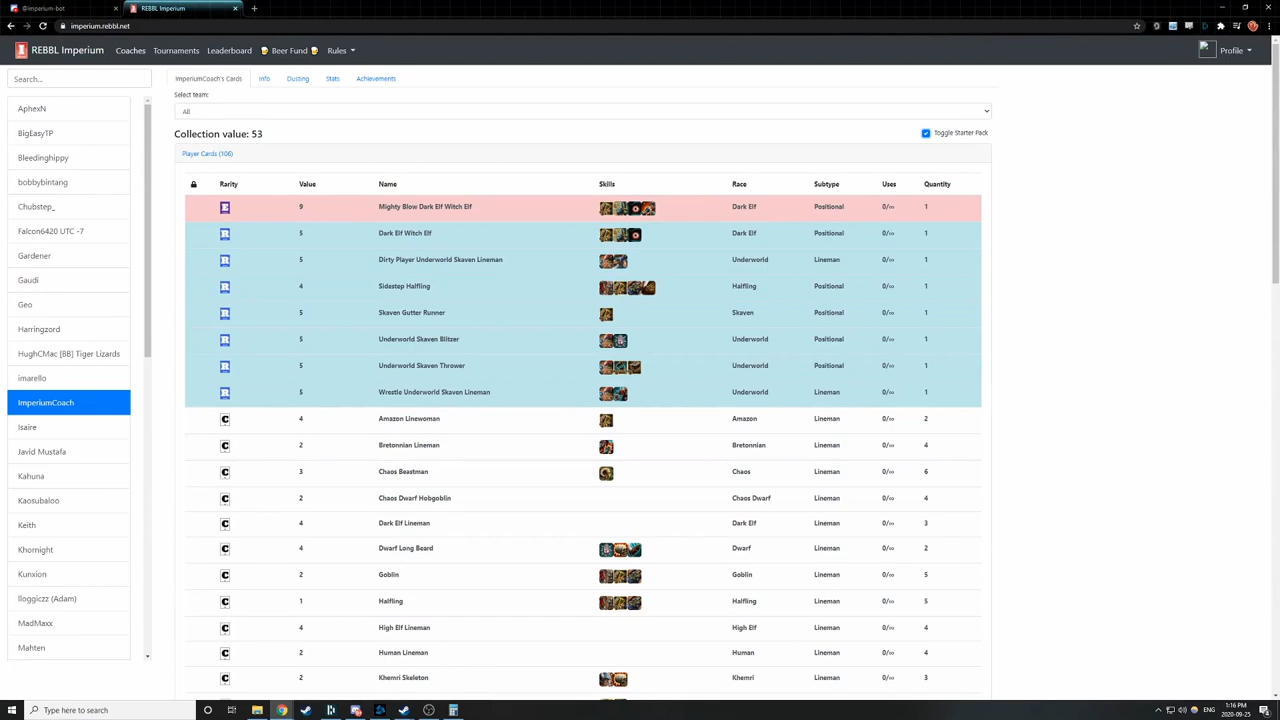 @imperium-bot
REBBL Imperium
imperium.rebbl.net
REBBL Imperium Coaches Tournaments Leaderboard Beer Fund Rules Profile
Search...
AphexN
BigEasyTP
Bleedinghippy
bobbybintang
Chubstep_
Falcon6420 UTC -7
Gardener
Gaudi
Geo
Harringzord
HughCMac [BB] Tiger Lizards
imarello
ImperiumCoach
Isaire
Javid Mustafa
Kahuna
Kaosubaloo
Keith
Khornight
Kunxion
lloggiczz (Adam)
MadMaxx
Mahten
ImperiumCoach's Cards Info Dusting Stats Achievements
Select team:
All
Collection value: 53 Toggle Starter Pack
Player Cards (106)
Rarity Value Name Skills Race Subtype Uses Quantity
E 9 Mighty Blow Dark Elf Witch Elf Dark Elf Positional 0/∞ 1
R 5 Dark Elf Witch Elf Dark Elf Positional 0/∞ 1
R 5 Dirty Player Underworld Skaven Lineman Underworld Lineman 0/∞ 1
R 4 Sidestep Halfling Halfling Positional 0/∞ 1
R 5 Skaven Gutter Runner Skaven Positional 0/∞ 1
R 5 Underworld Skaven Blitzer Underworld Positional 0/∞ 1
R 5 Underworld Skaven Thrower Underworld Positional 0/∞ 1
R 5 Wrestle Underworld Skaven Lineman Underworld Lineman 0/∞ 1
C 4 Amazon Linewoman Amazon Lineman 0/∞ 2
C 2 Bretonnian Lineman Bretonnian Lineman 0/∞ 4
C 3 Chaos Beastman Chaos Lineman 0/∞ 6
C 2 Chaos Dwarf Hobgoblin Chaos Dwarf Lineman 0/∞ 4
C 4 Dark Elf Lineman Dark Elf Lineman 0/∞ 3
C 4 Dwarf Long Beard Dwarf Lineman 0/∞ 2
C 2 Goblin Goblin Lineman 0/∞ 5
C 1 Halfling Halfling Lineman 0/∞ 5
C 4 High Elf Lineman High Elf Lineman 0/∞ 4
C 2 Human Lineman Human Lineman 0/∞ 4
C 2 Khemri Skeleton Khemri Lineman 0/∞ 3
Type here to search
ENG
1:16 PM
2020-09-25